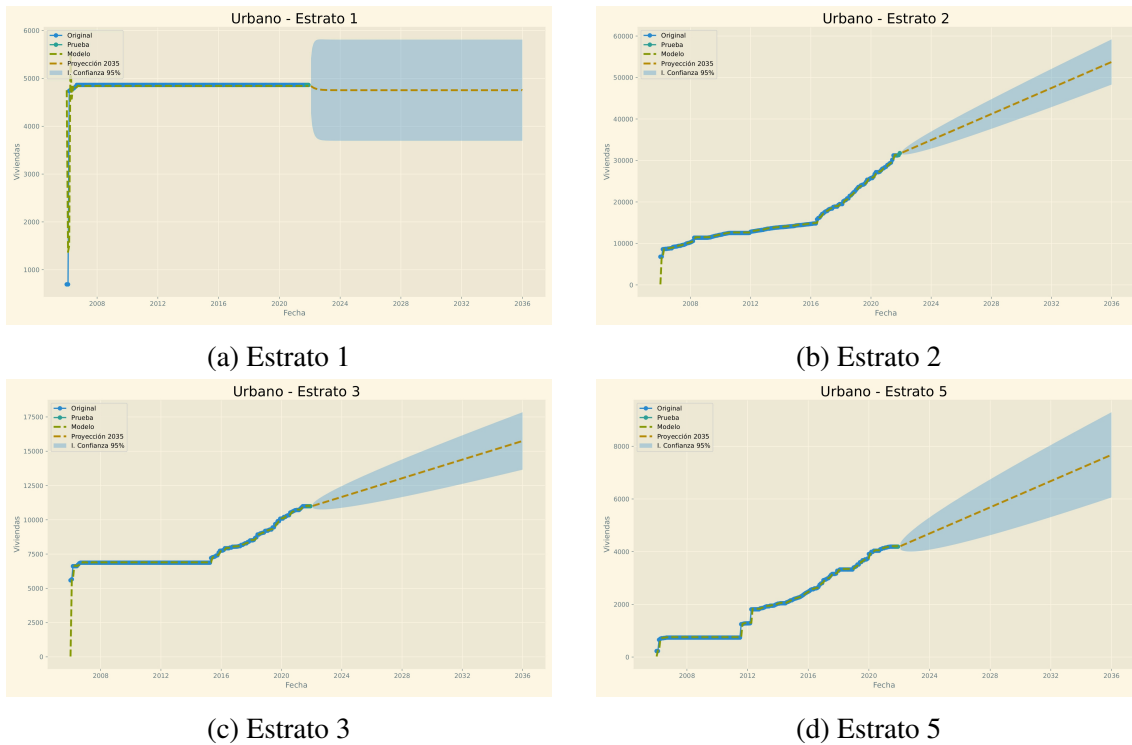 Urbano - Estrato 1
Original
Prueba
Modelo
Proyección 2035
I. Confianza 95%
6000
5000
4000
3000
2000
1000
Viviendas
2008
2012
2016
2020
2024
2028
2032
2036
Fecha
(a) Estrato 1
Urbano - Estrato 2
Original
Prueba
Modelo
Proyección 2035
I. Confianza 95%
60000
50000
40000
30000
20000
10000
0
Viviendas
2008
2012
2016
2020
2024
2028
2032
2036
Fecha
(b) Estrato 2
Urbano - Estrato 3
Original
Prueba
Modelo
Proyección 2035
I. Confianza 95%
17500
15000
12500
10000
7500
5000
2500
0
Viviendas
2008
2012
2016
2020
2024
2028
2032
2036
Fecha
(c) Estrato 3
Urbano - Estrato 5
Original
Prueba
Modelo
Proyección 2035
I. Confianza 95%
8000
6000
4000
2000
0
Viviendas
2008
2012
2016
2020
2024
2028
2032
2036
Fecha
(d) Estrato 5